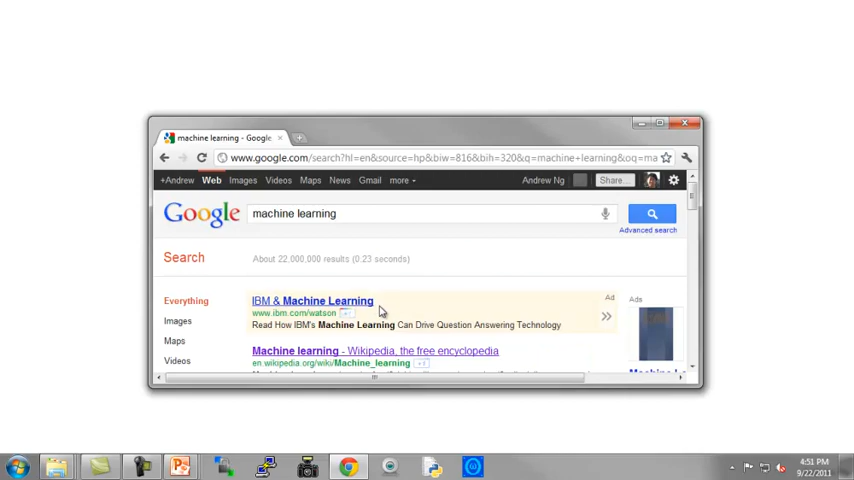 machine learning - Google
www.google.com/search?hl=en&source=hp&biw=816&bih=320&q=machine+learning&oq=ma
+Andrew Web Images Videos Maps News Gmail more Andrew Ng Share...
Google machine learning
Advanced search
Search About 22,000,000 results (0.23 seconds)
Everything
Images
Maps
Videos
IBM & Machine Learning Ad
www.ibm.com/watson
Read How IBM's Machine Learning Can Drive Question Answering Technology
Machine learning - Wikipedia, the free encyclopedia
en.wikipedia.org/wiki/Machine_learning
Ads
4:51 PM
9/22/2011